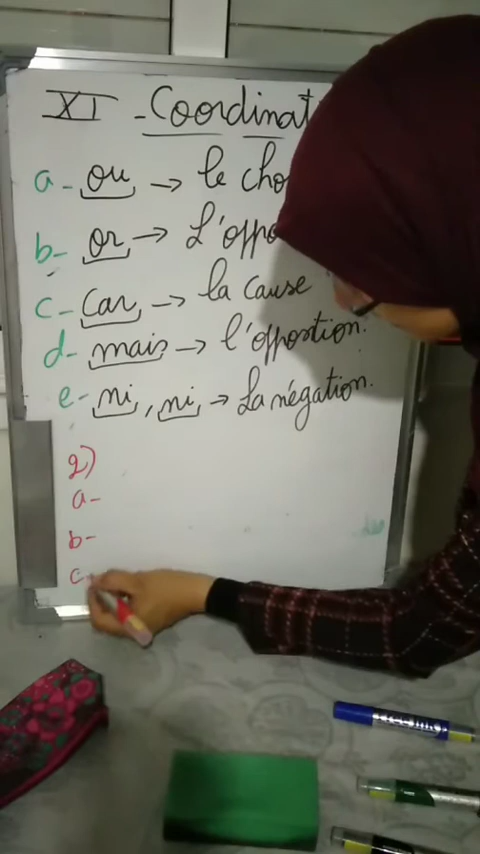 XI - Coordinat
a - ou → le cho
b - or → L'oppo
c - car → la cause
d - mais → l'opposition.
e - ni, ni → La négation.
2)
a -
b -
c -